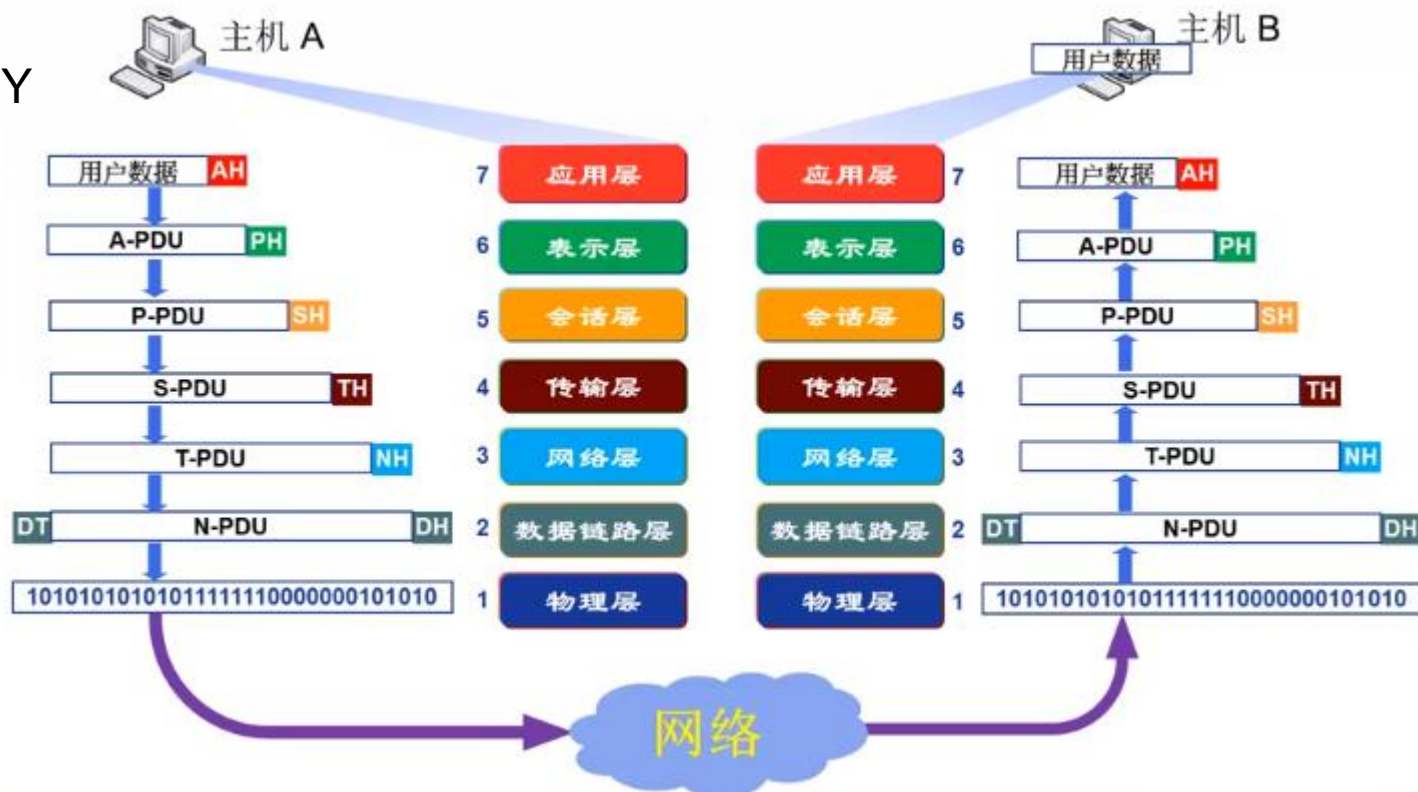 主机 A
主机 B
用户数据
Y
用户数据 AH
7 应用层
应用层 7
用户数据 AH
A-PDU PH
6 表示层
表示层 6
A-PDU PH
P-PDU SH
5 会话层
会话层 5
P-PDU SH
S-PDU TH
4 传输层
传输层 4
S-PDU TH
T-PDU NH
3 网络层
网络层 3
T-PDU NH
DT N-PDU DH
2 数据链路层
数据链路层 2
DT N-PDU DH
10101010101011111110000000101010
1 物理层
物理层 1
10101010101011111110000000101010
网络